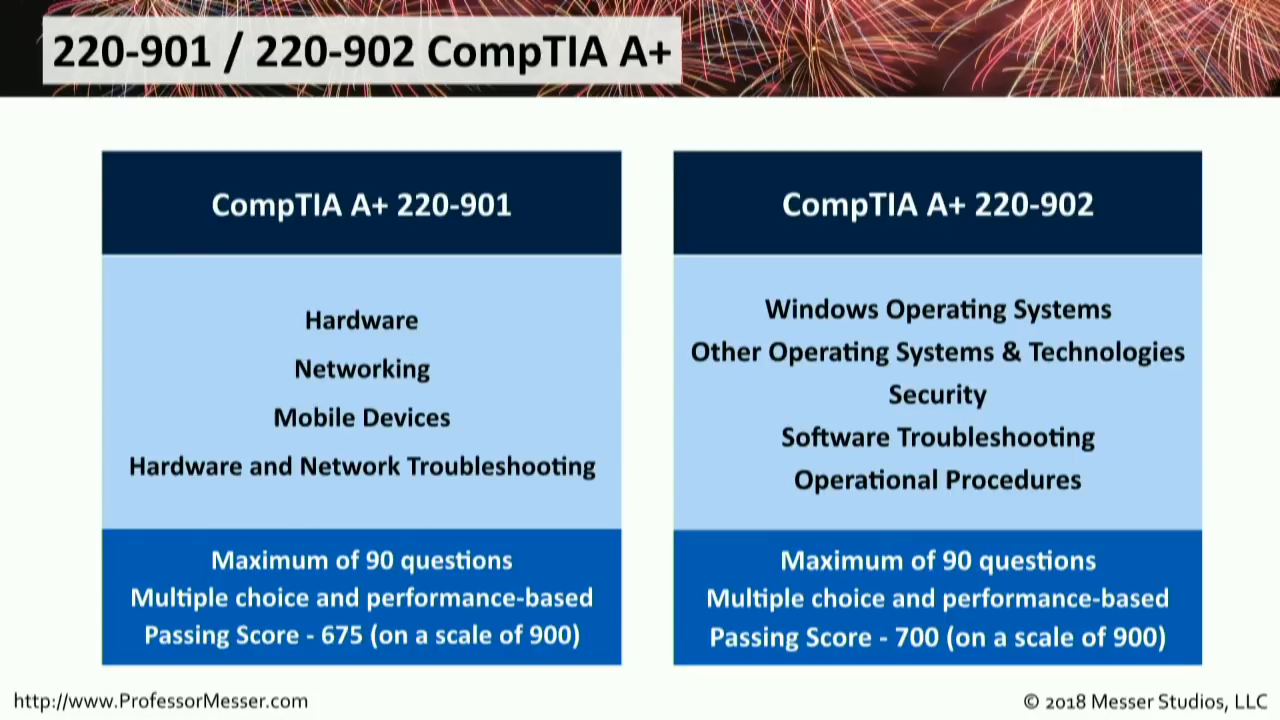 220-901 / 220-902 CompTIA A+
CompTIA A+ 220-901
Hardware
Networking
Mobile Devices
Hardware and Network Troubleshooting
Maximum of 90 questions
Multiple choice and performance-based
Passing Score - 675 (on a scale of 900)
CompTIA A+ 220-902
Windows Operating Systems
Other Operating Systems & Technologies
Security
Software Troubleshooting
Operational Procedures
Maximum of 90 questions
Multiple choice and performance-based
Passing Score - 700 (on a scale of 900)
http://www.ProfessorMesser.com
© 2018 Messer Studios, LLC